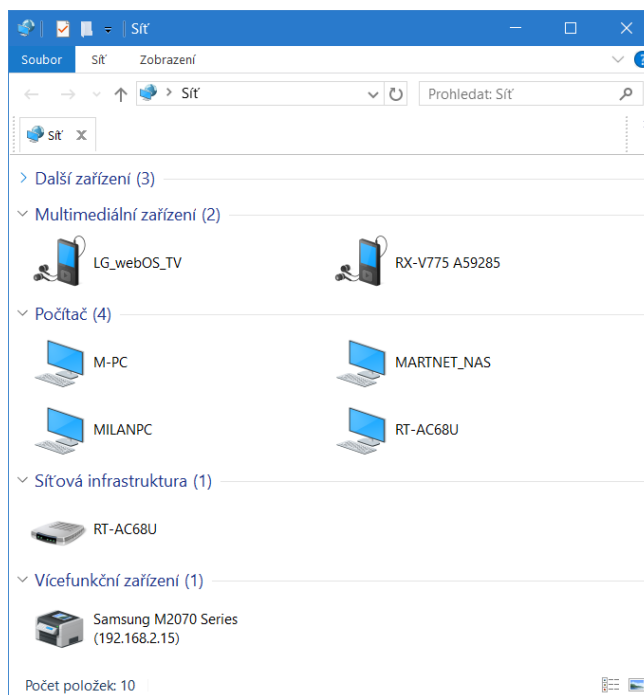 Síť
Soubor
Síť
Zobrazení
?
Síť
Prohledat: Síť
Síť
Další zařízení (3)
Multimediální zařízení (2)
LG_webOS_TV
RX-V775 A59285
Počítač (4)
M-PC
MARTNET_NAS
MILANPC
RT-AC68U
Síťová infrastruktura (1)
RT-AC68U
Vícefunkční zařízení (1)
Samsung M2070 Series
(192.168.2.15)
Počet položek: 10